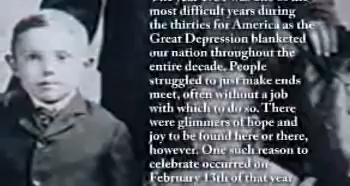 most difficult years during
the thirties for America as the
Great Depression blanketed
our nation throughout the
entire decade. People
struggled to just make ends
meet, often without a job
with which to do so. There
were glimmers of hope and
joy to be found here or there,
however. One such reason to
celebrate occurred on
February 13th of that year